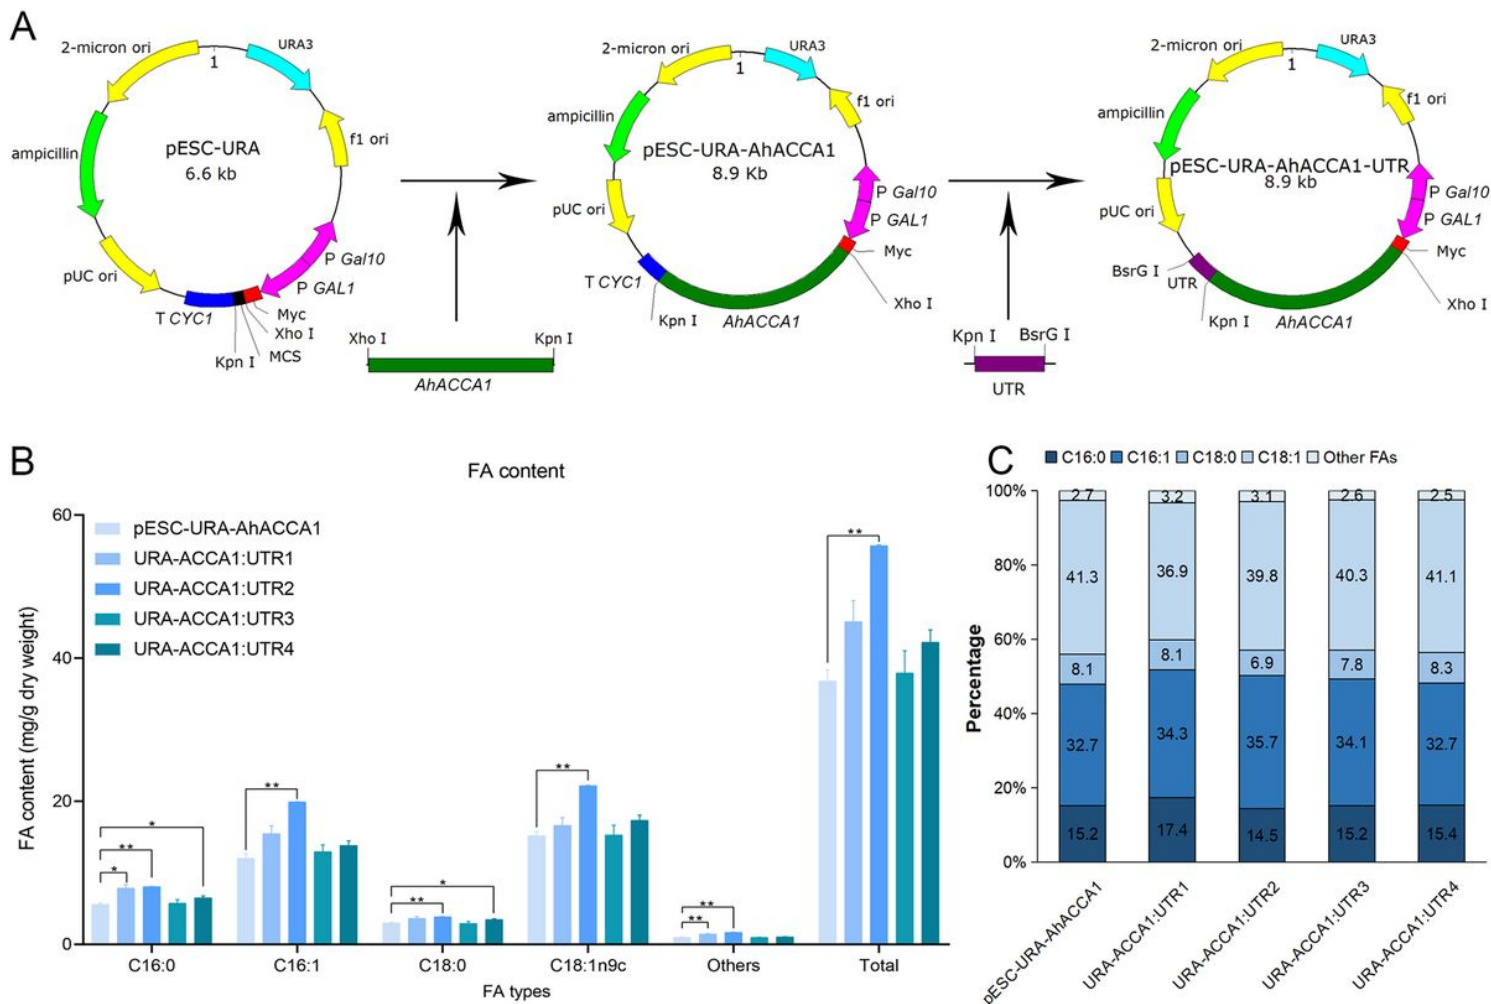 A
2-micron ori
URA3
1
ampicillin
pESC-URA
6.6 kb
f1 ori
pUC ori
P Gal10
P GAL1
T CYC1
Myc
Xho I
Kpn I
MCS
Xho I
Kpn I
AhACCA1
2-micron ori
URA3
1
f1 ori
ampicillin
pESC-URA-AhACCA1
8.9 Kb
pUC ori
P Gal10
P GAL1
Myc
T CYC1
Xho I
Kpn I
AhACCA1
Kpn I
BsrG I
UTR
2-micron ori
URA3
1
f1 ori
ampicillin
pESC-URA-AhACCA1-UTR
8.9 kb
pUC ori
P Gal10
P GAL1
Myc
BsrG I
UTR
Xho I
Kpn I
AhACCA1
B
FA content
60
40
20
0
FA content (mg/g dry weight)
pESC-URA-AhACCA1
URA-ACCA1:UTR1
URA-ACCA1:UTR2
URA-ACCA1:UTR3
URA-ACCA1:UTR4
*
**
*
**
*
**
**
**
**
**
C16:0
C16:1
C18:0
C18:1n9c
Others
Total
FA types
C
C16:0
C16:1
C18:0
C18:1
Other FAs
100%
80%
60%
40%
20%
0%
Percentage
2.7
3.2
3.1
2.6
2.5
41.3
36.9
39.8
40.3
41.1
8.1
8.1
6.9
7.8
8.3
32.7
34.3
35.7
34.1
32.7
15.2
17.4
14.5
15.2
15.4
pESC-URA-AhACCA1
URA-ACCA1:UTR1
URA-ACCA1:UTR2
URA-ACCA1:UTR3
URA-ACCA1:UTR4